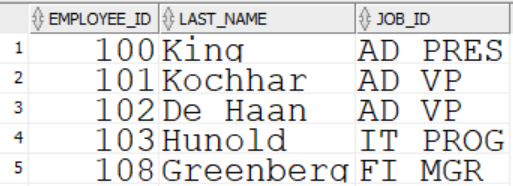 EMPLOYEE_ID LAST_NAME JOB_ID
1 100 King AD PRES
2 101 Kochhar AD VP
3 102 De Haan AD VP
4 103 Hunold IT PROG
5 108 Greenberg FI MGR